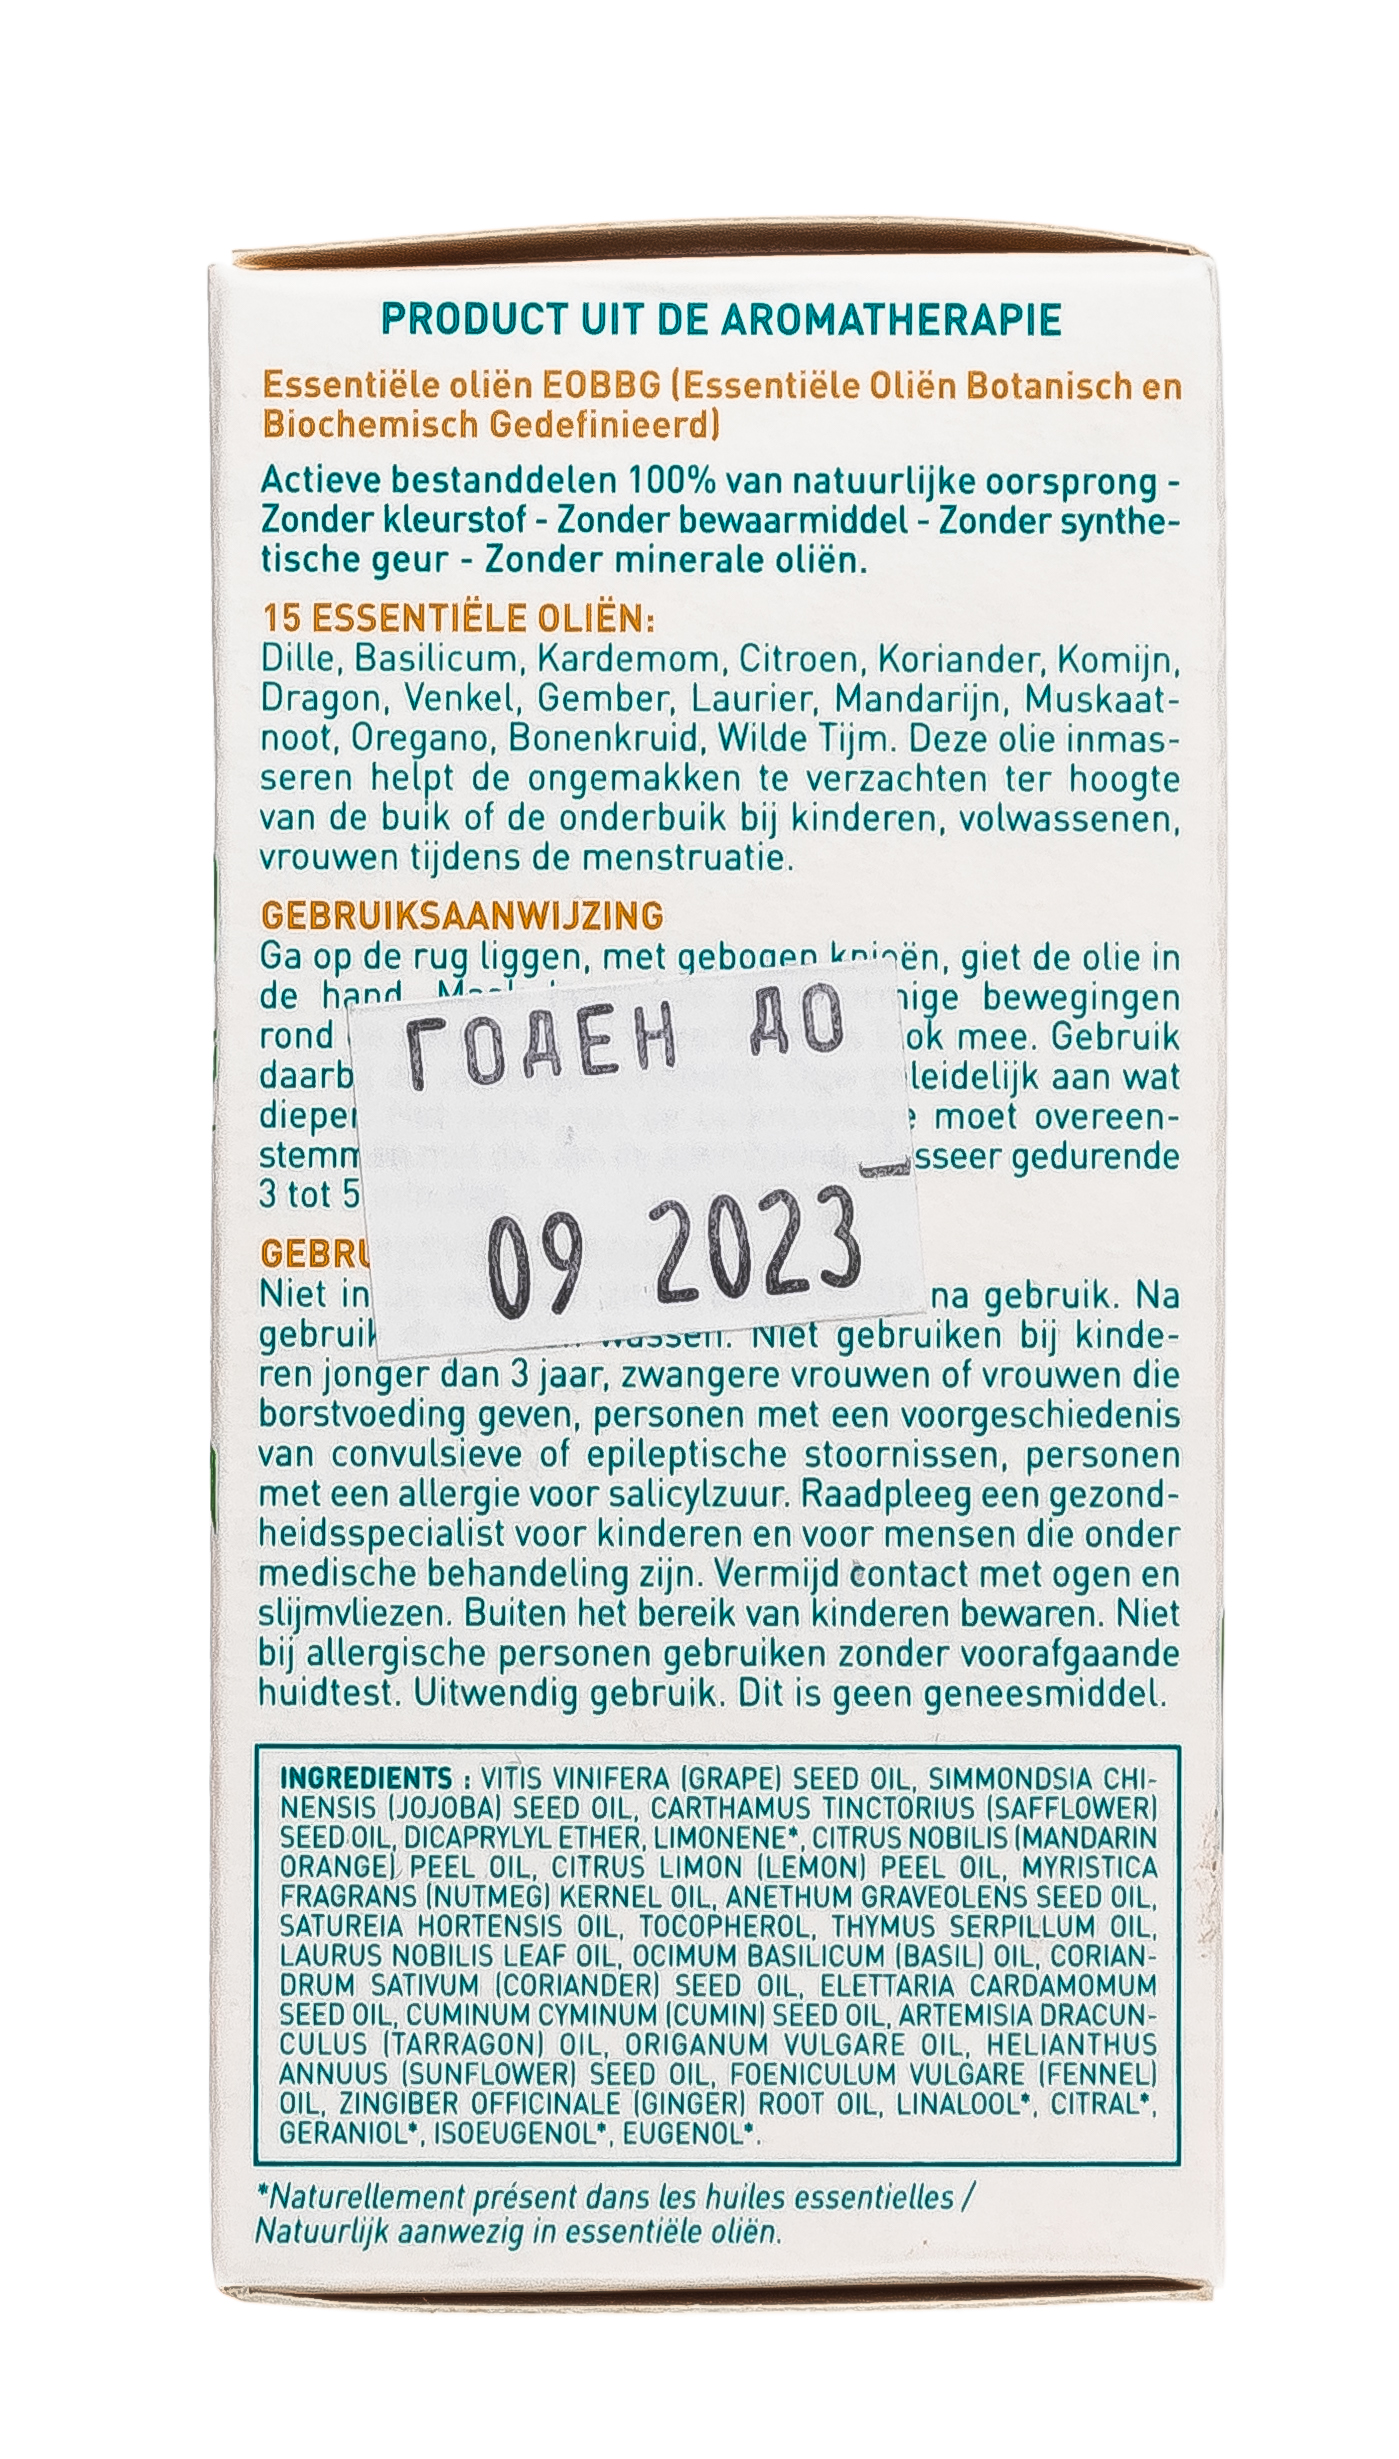 PRODUCT UIT DE AROMATHERAPIE
Essentiële oliën EOBBG (Essentiële Oliën Botanisch en
Biochemisch Gedefinieerd)
Actieve bestanddelen 100% van natuurlijke oorsprong -
Zonder kleurstof - Zonder bewaarmiddel - Zonder synthe-
tische geur - Zonder minerale oliën.
15 ESSENTIËLE OLIËN:
Dille, Basilicum, Kardemom, Citroen, Koriander, Komijn,
Dragon, Venkel, Gember, Laurier, Mandarijn, Muskaat-
noot, Oregano, Bonenkruid, Wilde Tijm. Deze olie inmas-
seren helpt de ongemakken te verzachten ter hoogte
van de buik of de onderbuik bij kinderen, volwassenen,
vrouwen tijdens de menstruatie.
GEBRUIKSAANWIJZING
Ga op de rug liggen, met gebogen knieën, giet de olie in
de hand. bewegingen
rond mee. Gebruik
aan wat
moet overeen-
gedurende
3 tot 5
ГОДЕН ДО
09 2023
Niet na gebruik. Na
Niet gebruiken bij kinde-
ren jonger dan 3 jaar, zwangere vrouwen of vrouwen die
borstvoeding geven, personen met een voorgeschiedenis
van convulsieve of epileptische stoornissen, personen
met een allergie voor salicylzuur. Raadpleeg een gezond-
heidsspecialist voor kinderen en voor mensen die onder
medische behandeling zijn. Vermijd contact met ogen en
slijmvliezen. Buiten het bereik van kinderen bewaren. Niet
bij allergische personen gebruiken zonder voorafgaande
huidtest. Uitwendig gebruik. Dit is geen geneesmiddel.
INGREDIENTS : VITIS VINIFERA (GRAPE) SEED OIL, SIMMONDSIA CHI-
NENSIS (JOJOBA) SEED OIL, CARTHAMUS TINCTORIUS (SAFFLOWER)
SEED OIL, DICAPRYLYL ETHER, LIMONENE*, CITRUS NOBILIS (MANDARIN
ORANGE) PEEL OIL, CITRUS LIMON (LEMON) PEEL OIL, MYRISTICA
FRAGRANS (NUTMEG) KERNEL OIL, ANETHUM GRAVEOLENS SEED OIL,
SATUREIA HORTENSIS OIL, TOCOPHEROL, THYMUS SERPILLUM OIL,
LAURUS NOBILIS LEAF OIL, OCIMUM BASILICUM (BASIL) OIL, CORIAN-
DRUM SATIVUM (CORIANDER) SEED OIL, ELETTARIA CARDAMOMUM
SEED OIL, CUMINUM CYMINUM (CUMIN) SEED OIL, ARTEMISIA DRACUN-
CULUS (TARRAGON) OIL, ORIGANUM VULGARE OIL, HELIANTHUS
ANNUUS (SUNFLOWER) SEED OIL, FOENICULUM VULGARE (FENNEL)
OIL, ZINGIBER OFFICINALE (GINGER) ROOT OIL, LINALOOL*, CITRAL*,
GERANIOL*, ISOEUGENOL*, EUGENOL*.
*Naturellement présent dans les huiles essentielles /
Natuurlijk aanwezig in essentiële oliën.